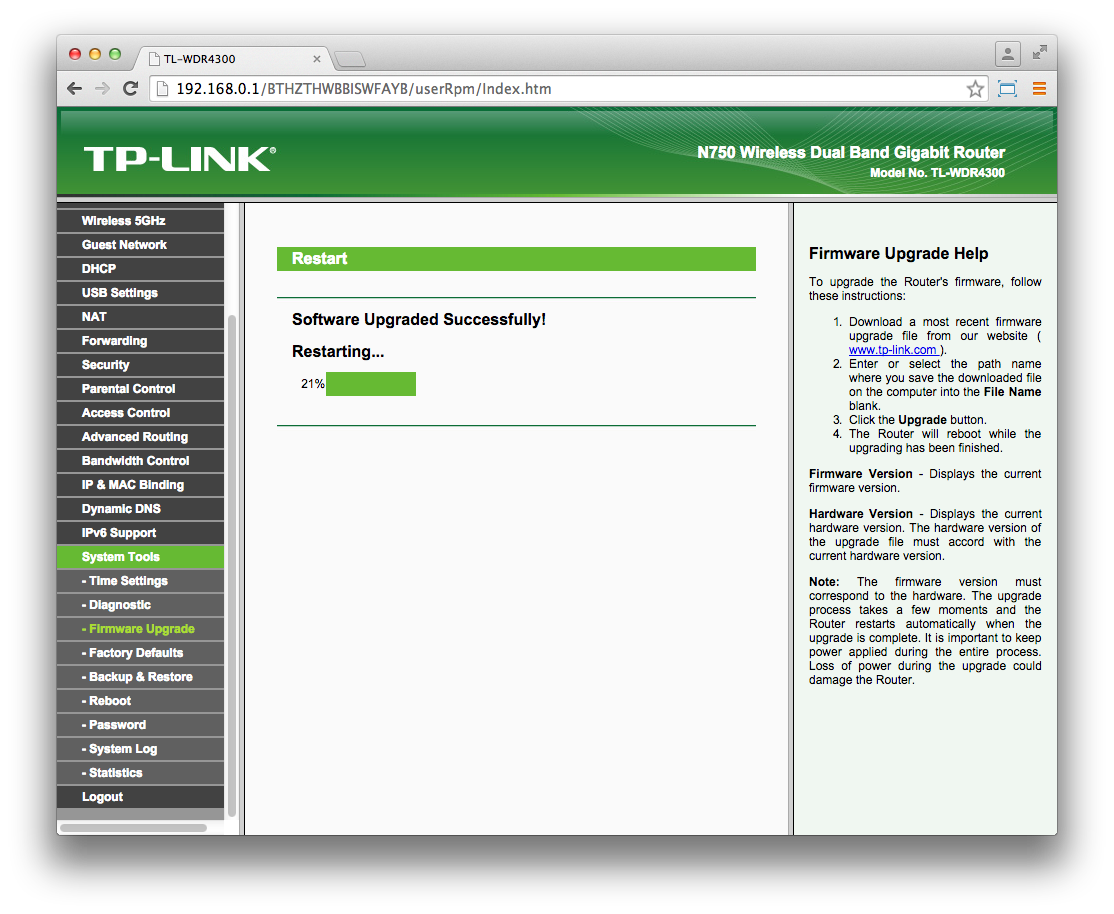 TL-WDR4300
192.168.0.1/BTHZTHWBBISWFAYB/userRpm/Index.htm
TP-LINK®
N750 Wireless Dual Band Gigabit Router
Model No. TL-WDR4300
Wireless 5GHz
Guest Network
DHCP
USB Settings
NAT
Forwarding
Security
Parental Control
Access Control
Advanced Routing
Bandwidth Control
IP & MAC Binding
Dynamic DNS
IPv6 Support
System Tools
- Time Settings
- Diagnostic
- Firmware Upgrade
- Factory Defaults
- Backup & Restore
- Reboot
- Password
- System Log
- Statistics
Logout
Restart
Software Upgraded Successfully!
Restarting...
21%
Firmware Upgrade Help
To upgrade the Router's firmware, follow
these instructions:
1. Download a most recent firmware
upgrade file from our website (
www.tp-link.com ).
2. Enter or select the path name
where you save the downloaded file
on the computer into the File Name
blank.
3. Click the Upgrade button.
4. The Router will reboot while the
upgrading has been finished.
Firmware Version - Displays the current
firmware version.
Hardware Version - Displays the current
hardware version. The hardware version of
the upgrade file must accord with the
current hardware version.
Note: The firmware version must
correspond to the hardware. The upgrade
process takes a few moments and the
Router restarts automatically when the
upgrade is complete. It is important to keep
power applied during the entire process.
Loss of power during the upgrade could
damage the Router.